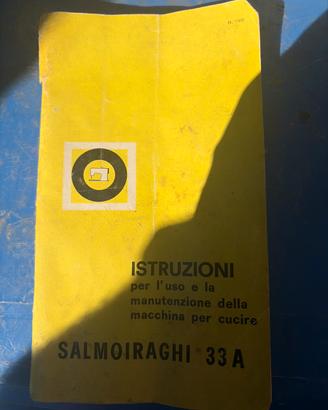 ISTRUZIONI
per l'uso e la
manutenzione della
macchina per cucire
SALMOIRAGHI 33 A